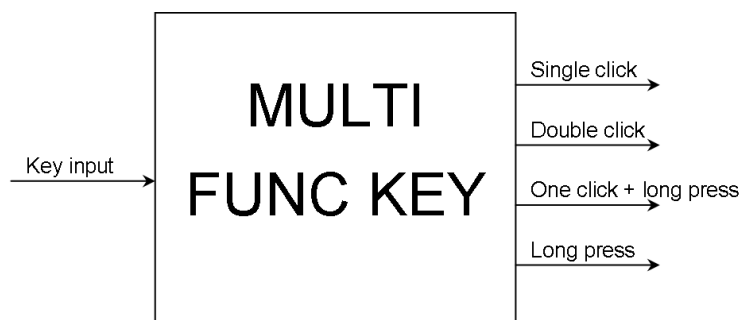 Key input
MULTI
FUNC KEY
Single click
Double click
One click + long press
Long press